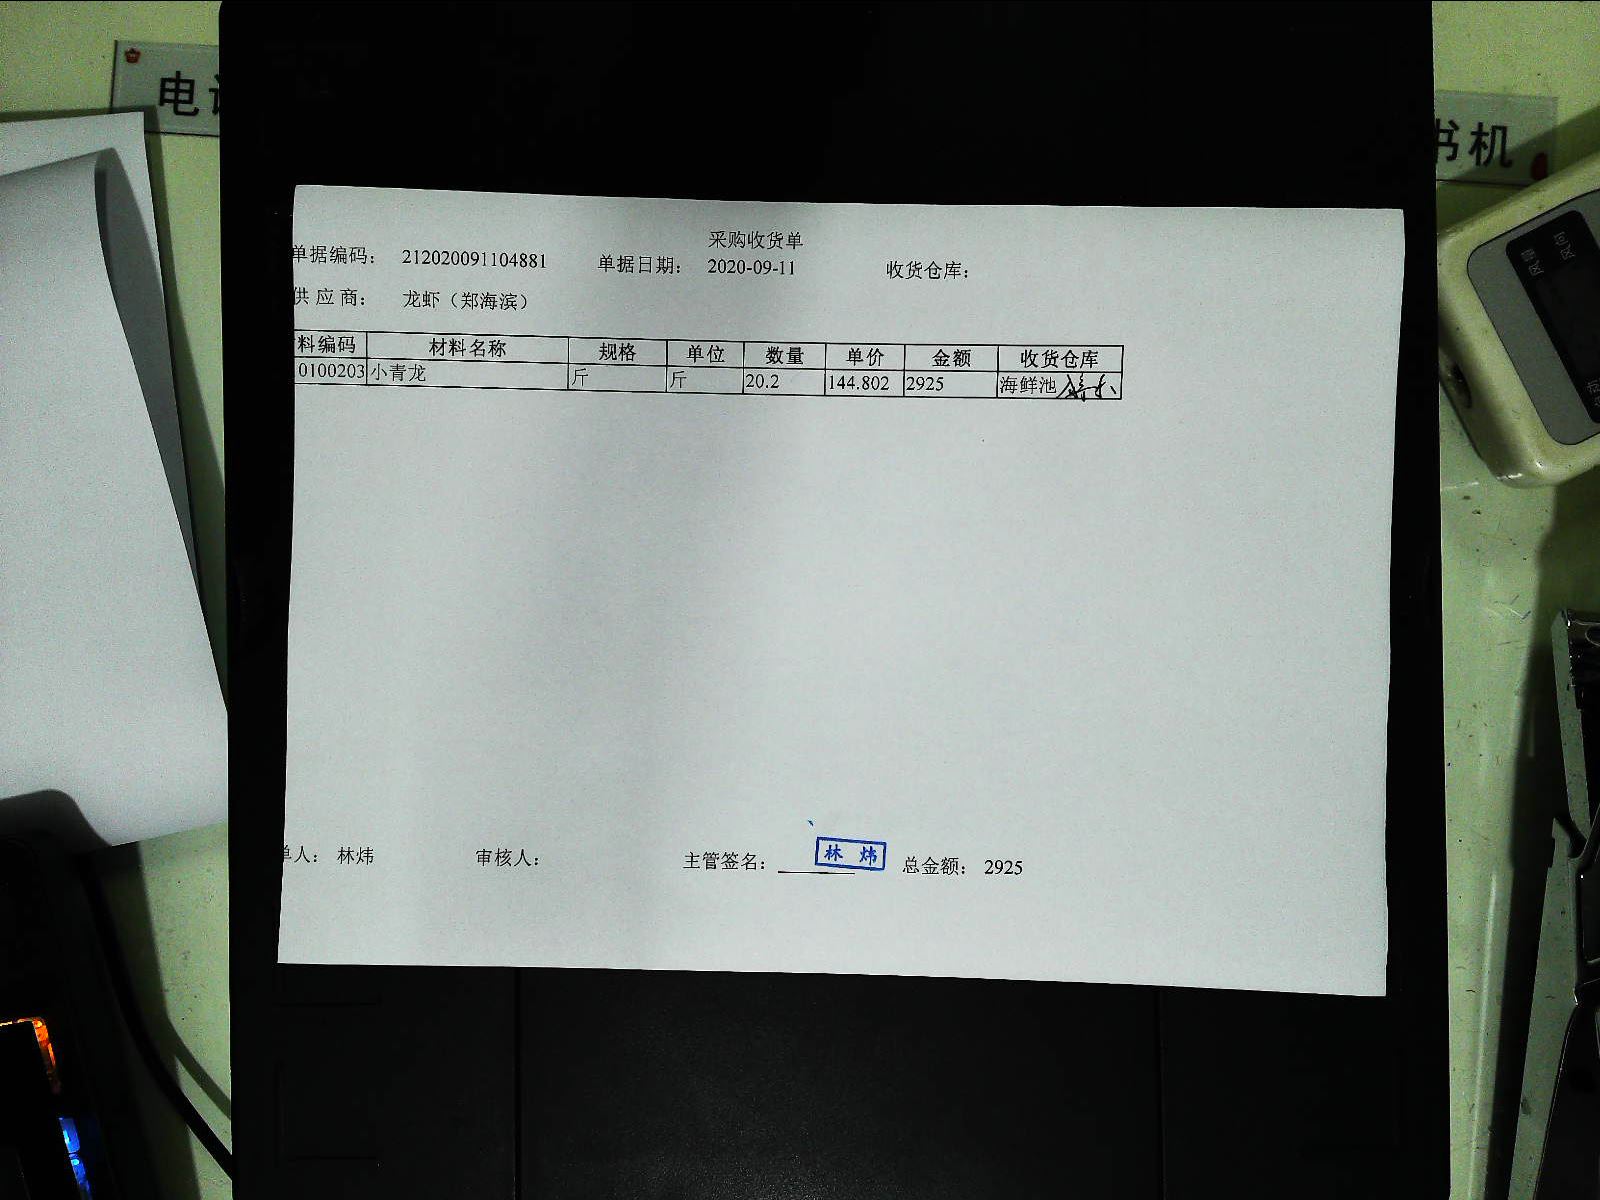 电
书机
采购收货单
单据编码： 212020091104881 单据日期： 2020-09-11 收货仓库：
供应商： 龙虾（郑海滨）
料编码 材料名称 规格 单位 数量 单价 金额 收货仓库
0100203 小青龙 斤 斤 20.2 144.802 2925 海鲜池
单人： 林炜 审核人： 主管签名： 林炜 总金额： 2925
风量 风向